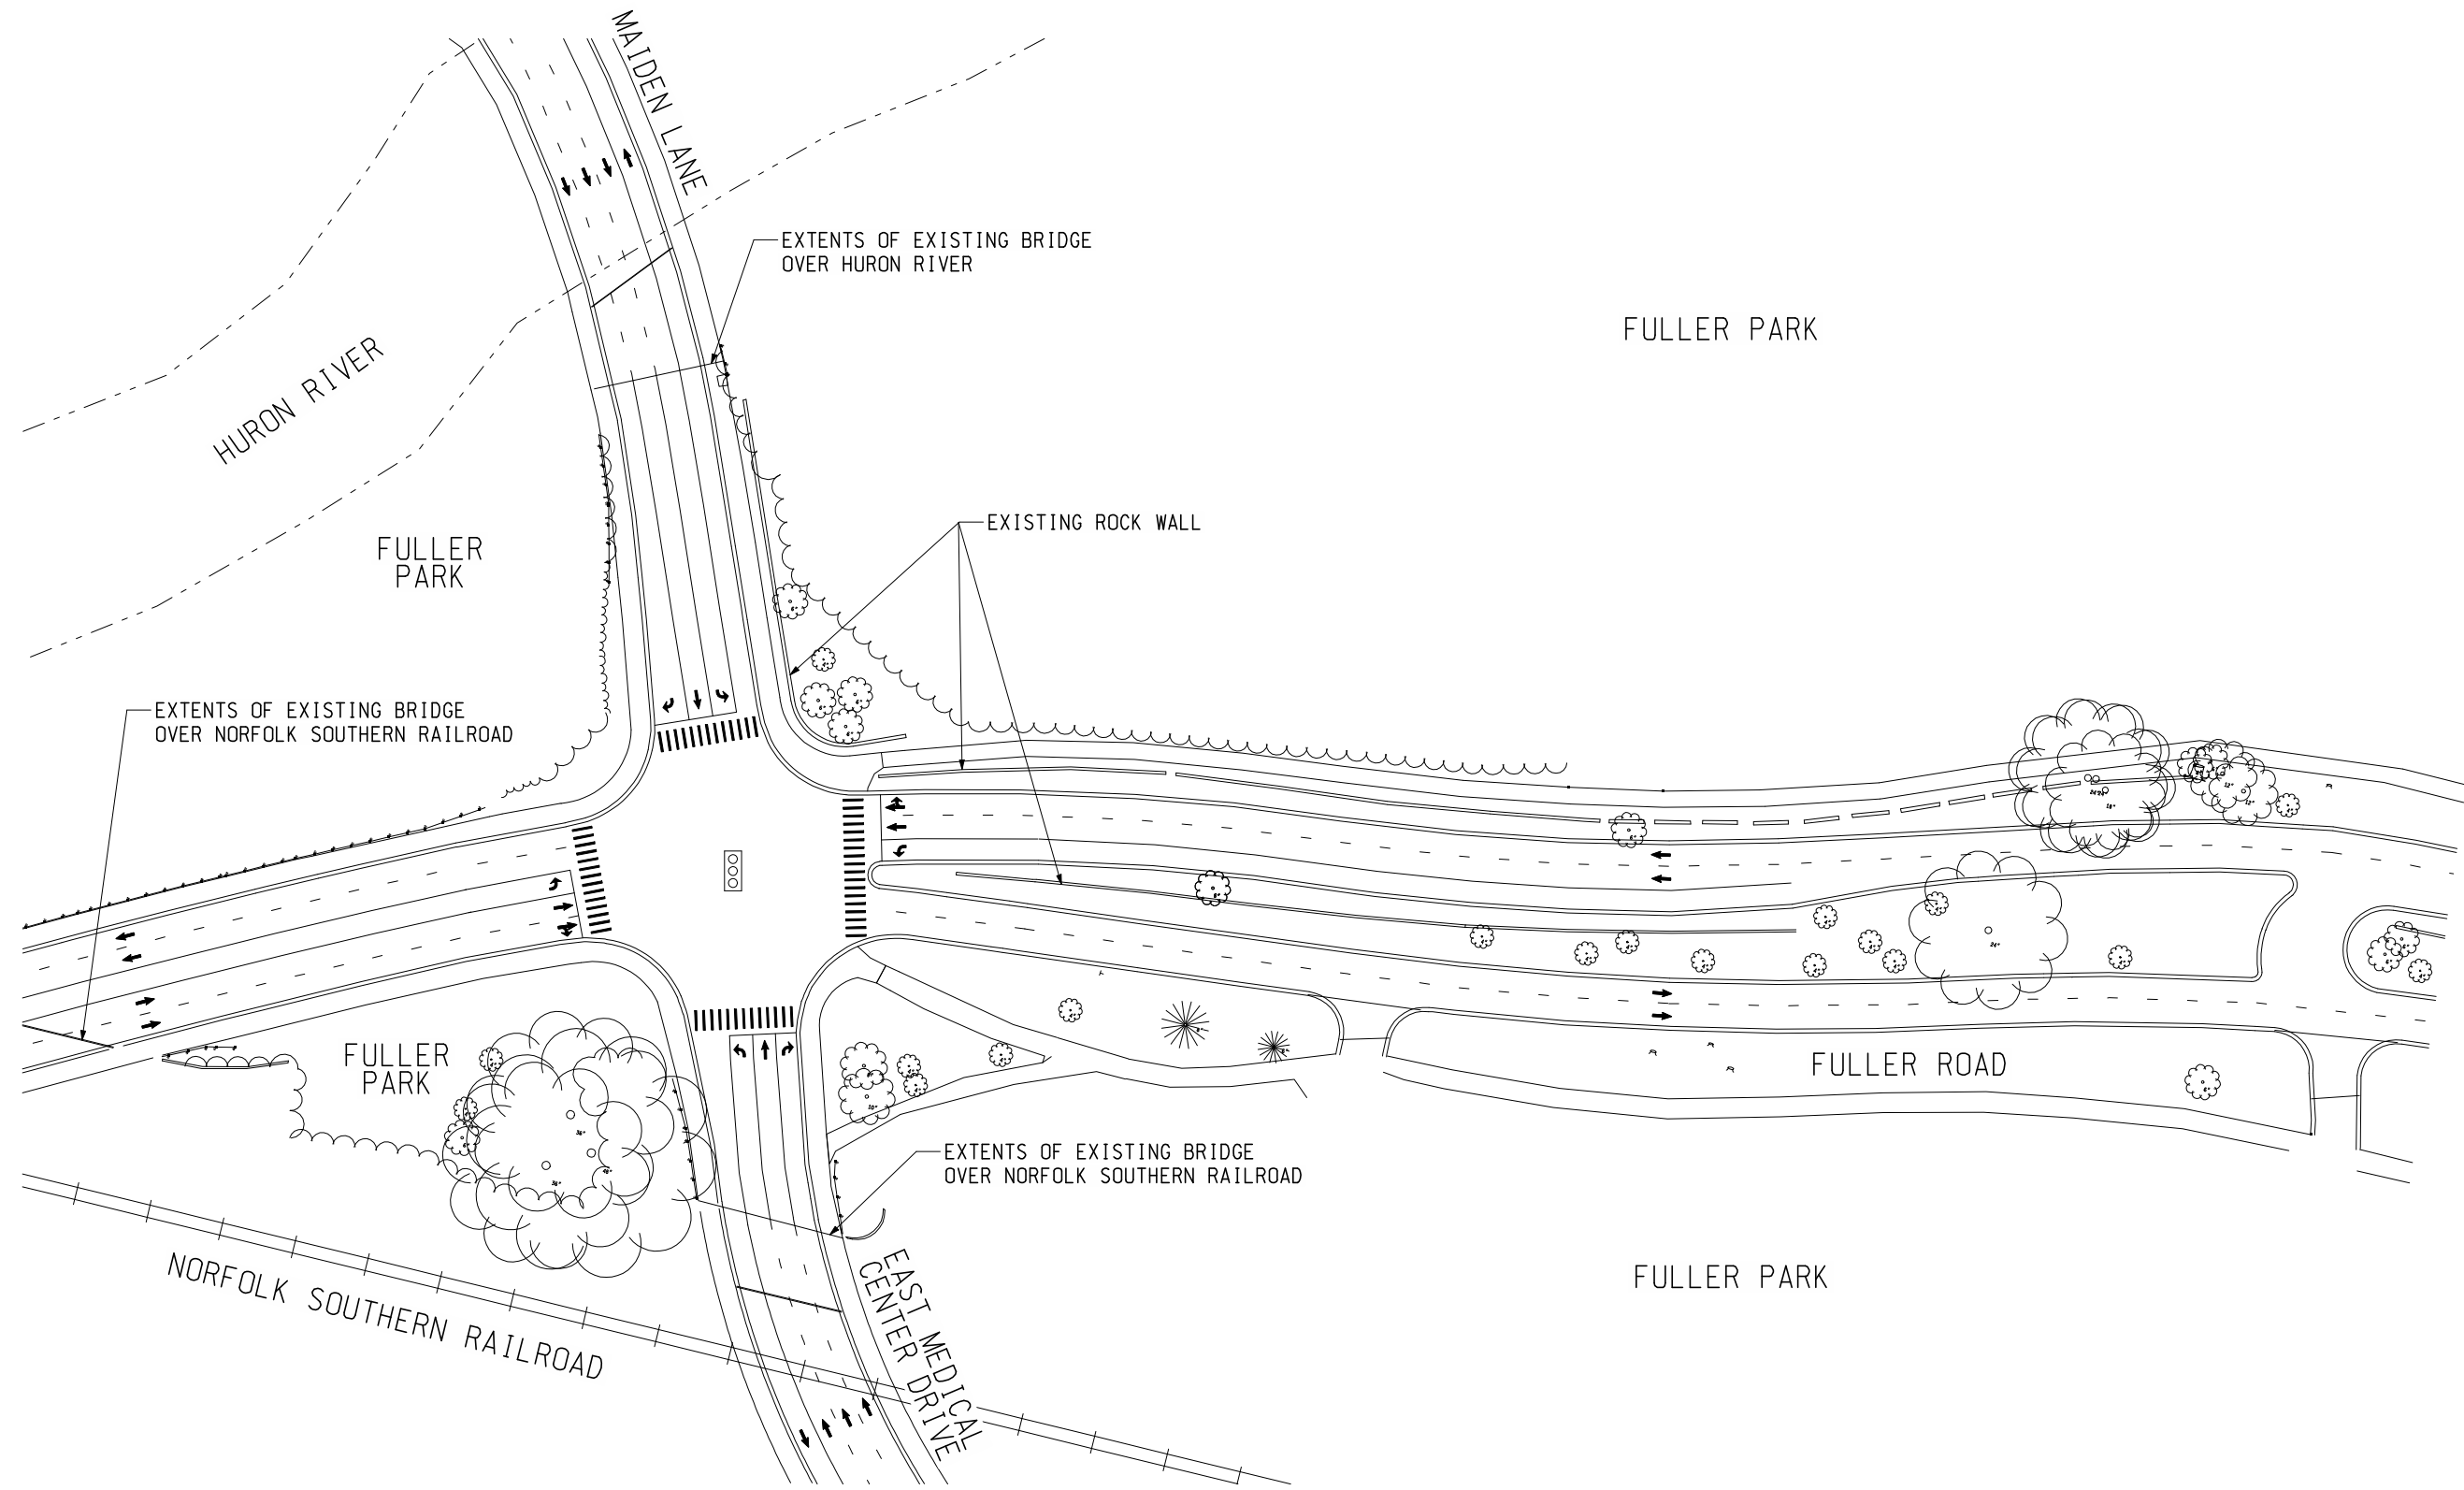 MAIDEN LANE
EXTENTS OF EXISTING BRIDGE
OVER HURON RIVER
FULLER PARK
HURON RIVER
EXISTING ROCK WALL
FULLER
PARK
EXTENTS OF EXISTING BRIDGE
OVER NORFOLK SOUTHERN RAILROAD
FULLER
PARK
FULLER ROAD
EXTENTS OF EXISTING BRIDGE
OVER NORFOLK SOUTHERN RAILROAD
NORFOLK SOUTHERN RAILROAD
EAST MEDICAL
CENTER DRIVE
FULLER PARK